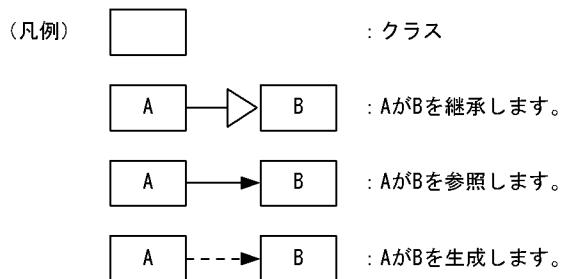 (凡例) :クラス
A B :AがBを継承します。
A B :AがBを参照します。
A B :AがBを生成します。